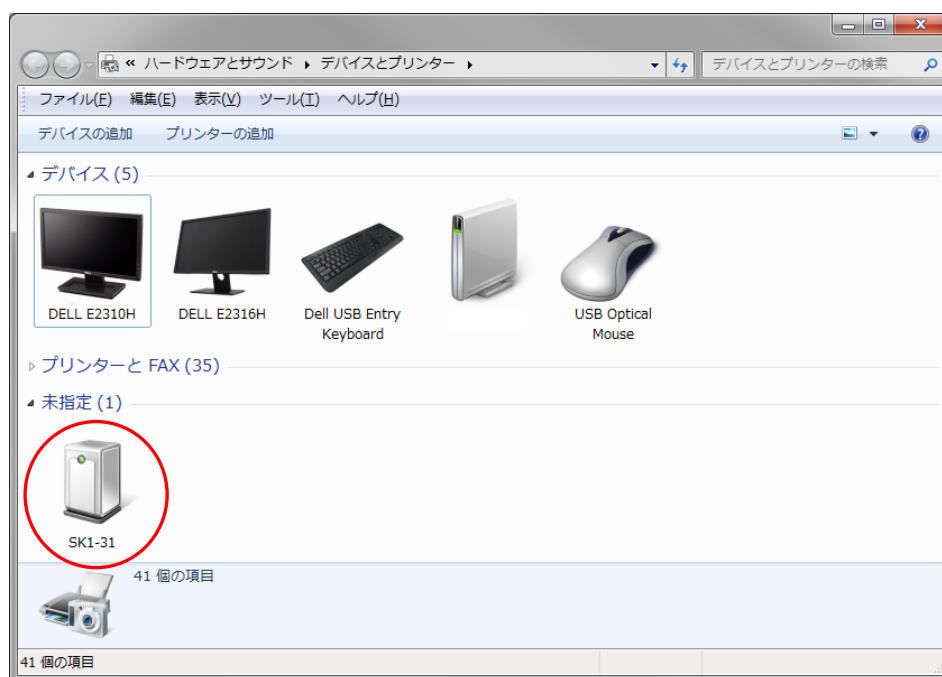 « ハードウェアとサウンド ▸ デバイスとプリンター ▸ デバイスとプリンターの検索
ファイル(F) 編集(E) 表示(V) ツール(T) ヘルプ(H)
デバイスの追加 プリンターの追加
デバイス (5)
DELL E2310H DELL E2316H Dell USB Entry USB Optical
Keyboard Mouse
プリンターと FAX (35)
未指定 (1)
SK1-31
41 個の項目
41 個の項目